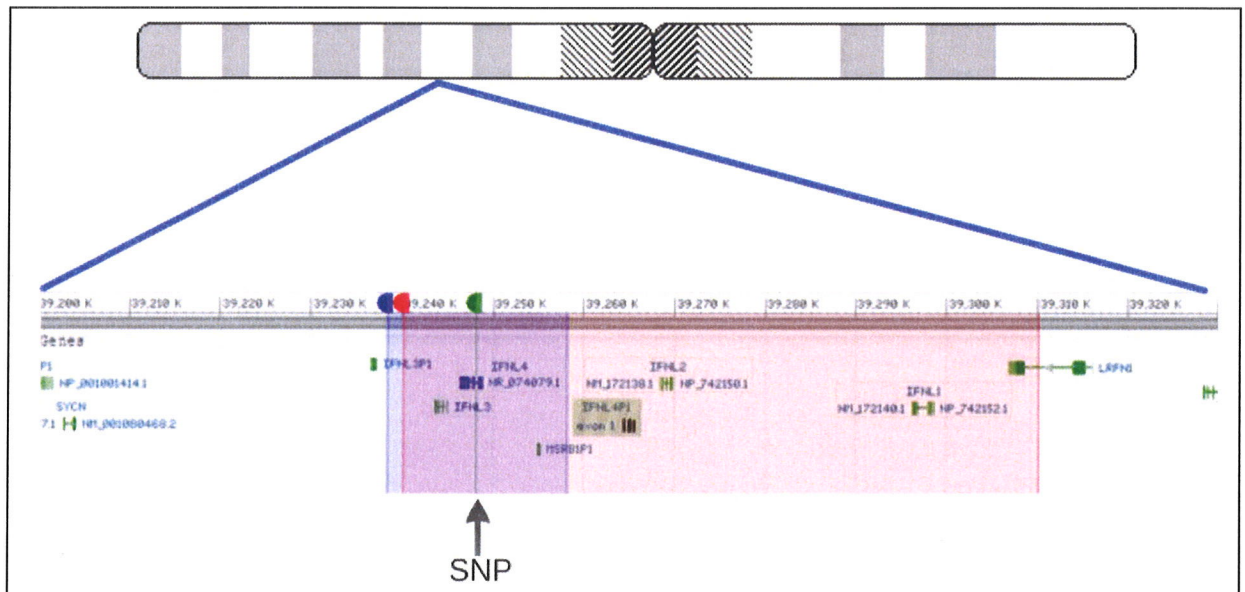 39.200 K 39.210 K 39.220 K 39.230 K 39.240 K 39.250 K 39.260 K 39.270 K 39.280 K 39.290 K 39.300 K 39.310 K 39.320 K
Genes
P1 IFNL3P1 IFNL4 IFNL2 LRFN1
NP_001001414.1 NR_074079.1 NM_172138.1 NP_742150.1
IFNL1
SYCN IFNL3 IFNL4P1 NM_172140.1 NP_742152.1
7.1 NM_001080468.2 exon 1
MSRB1P1
SNP